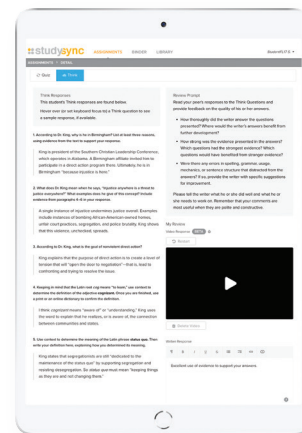 studysync ASSIGNMENTS BINDER LIBRARY
ASSIGNMENTS DETAIL
Quiz Think
Think Responses
This student's Think responses are found below.
Hover over (or set keyboard focus to) a Think question to see
a sample response, if available.
1. According to Dr. King, why is he in Birmingham? List at least three reasons,
using evidence from the text to support your response.
King is president of the Southern Christian Leadership Conference,
which operates in Alabama. A Birmingham affiliate invited him to
participate in a direct action program there. Ultimately, he is in
Birmingham "because injustice is here."
2. What does Dr. King mean when he says, "Injustice anywhere is a threat to
justice everywhere?" What examples does he give of this concept? Include
evidence from paragraphs 4–6 in your response.
A single instance of injustice undermines justice overall. Examples
include instances of bombing African-American owned homes,
unfair court practices, segregation, and police brutality. King shows
that this violence, unchecked, spreads.
3. According to Dr. King, what is the goal of nonviolent direct action?
King explains that the purpose of direct action is to create a level of
tension that will "open the door to negotiation"—that is, lead to
confronting and trying to resolve the issue.
4. Keeping in mind that the Latin root cog means "to learn," use context to
determine the definition of the adjective cognizant. Once you are finished, use
a print or an online dictionary to confirm the definition.
I think cognizant means "aware of" or "understanding." King uses
the word to explain that he realizes, or is aware of, the connection
between communities and states.
5. Use context to determine the meaning of the Latin phrase status quo. Then
write your definition here, explaining how you determined its meaning.
King states that segregationists are still "dedicated to the
maintenance of the status quo" by supporting segregation and
resisting desegregation. So status quo must mean "keeping things
as they are and not changing them."
Review Prompt
Read your peer's responses to the Think Questions and
provide feedback on the quality of his or her answers.
How thoroughly did the writer answer the questions
presented? Where would the writer's answers benefit from
further development?
How strong was the evidence presented in the answers?
Which questions had the strongest evidence? Which
questions would have benefited from stronger evidence?
Were there any errors in spelling, grammar, usage,
mechanics, or sentence structure that detracted from the
answers? If so, provide the writer with specific suggestions
for improvement.
Please tell the writer what he or she did well and what he or
she needs to work on. Remember that your comments are
most useful when they are polite and constructive.
My Review
Video Response BETA
Record
Delete Video
Written Response
Excellent use of evidence to support your answers.